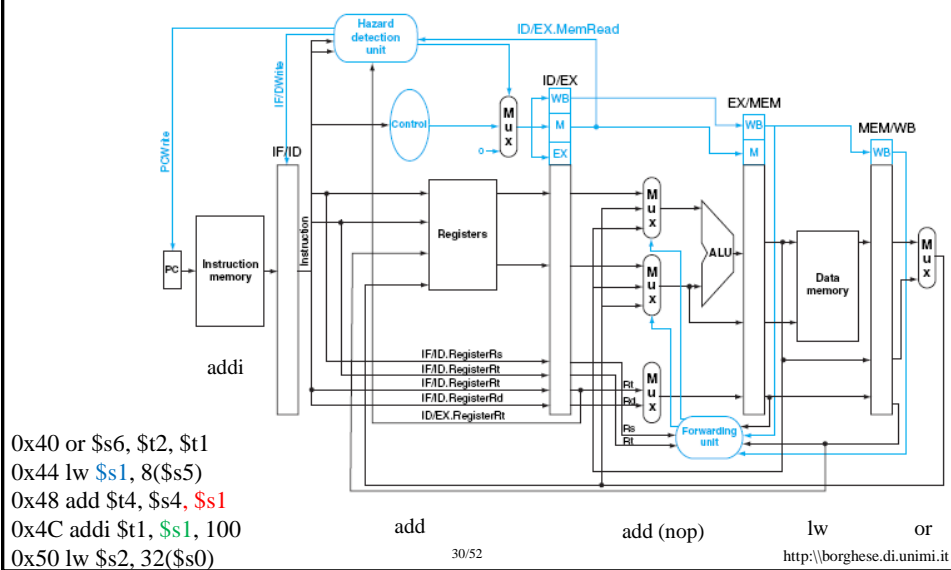 Hazard
detection
unit
ID/EX.MemRead
PCWrite
IF/DWrite
Control
0
M
u
x
ID/EX
WB
M
EX
EX/MEM
WB
M
MEM/WB
WB
IF/ID
PC
Instruction
memory
Instruction
Registers
M
u
x
M
u
x
ALU
Data
memory
M
u
x
addi
IF/ID.RegisterRs
IF/ID.RegisterRt
IF/ID.RegisterRt
IF/ID.RegisterRd
ID/EX.RegisterRt
Rt
Rd
M
u
x
Rs
Rt
Forwarding
unit
0x40 or $s6, $t2, $t1
0x44 lw $s1, 8($s5)
0x48 add $t4, $s4, $s1
0x4C addi $t1, $s1, 100
0x50 lw $s2, 32($s0)
add
add (nop)
lw
or
30/52
http:\\borghese.di.unimi.it